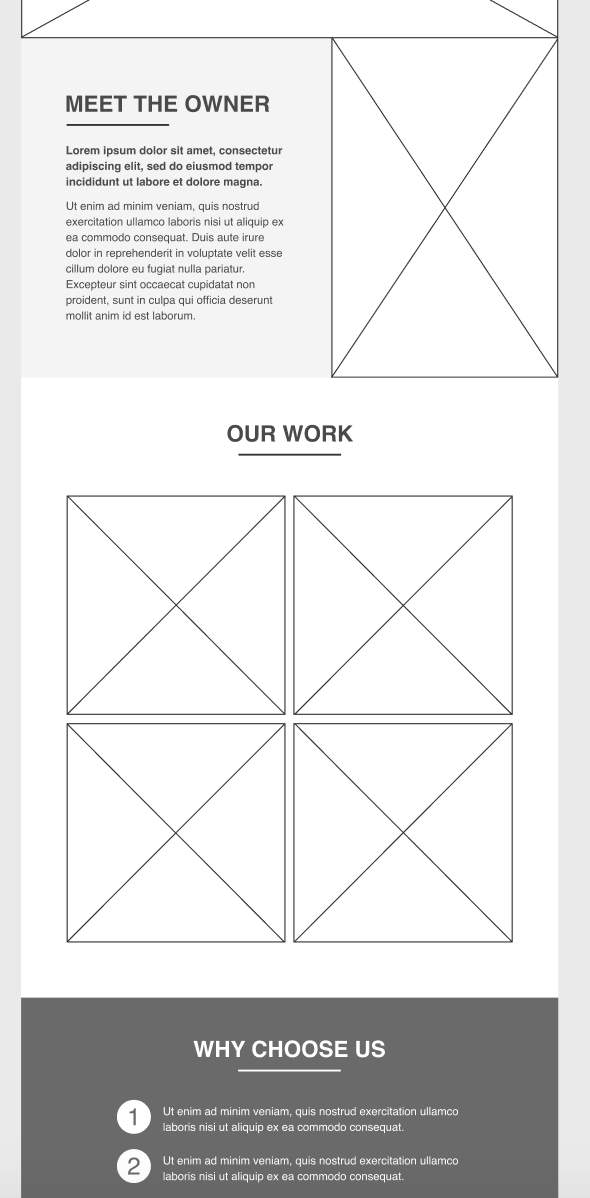 MEET THE OWNER
Lorem ipsum dolor sit amet, consectetur
adipiscing elit, sed do eiusmod tempor
incididunt ut labore et dolore magna.
Ut enim ad minim veniam, quis nostrud
exercitation ullamco laboris nisi ut aliquip ex
ea commodo consequat. Duis aute irure
dolor in reprehenderit in voluptate velit esse
cillum dolore eu fugiat nulla pariatur.
Excepteur sint occaecat cupidatat non
proident, sunt in culpa qui officia deserunt
mollit anim id est laborum.
OUR WORK
WHY CHOOSE US
1 Ut enim ad minim veniam, quis nostrud exercitation ullamco
laboris nisi ut aliquip ex ea commodo consequat.
2 Ut enim ad minim veniam, quis nostrud exercitation ullamco
laboris nisi ut aliquip ex ea commodo consequat.